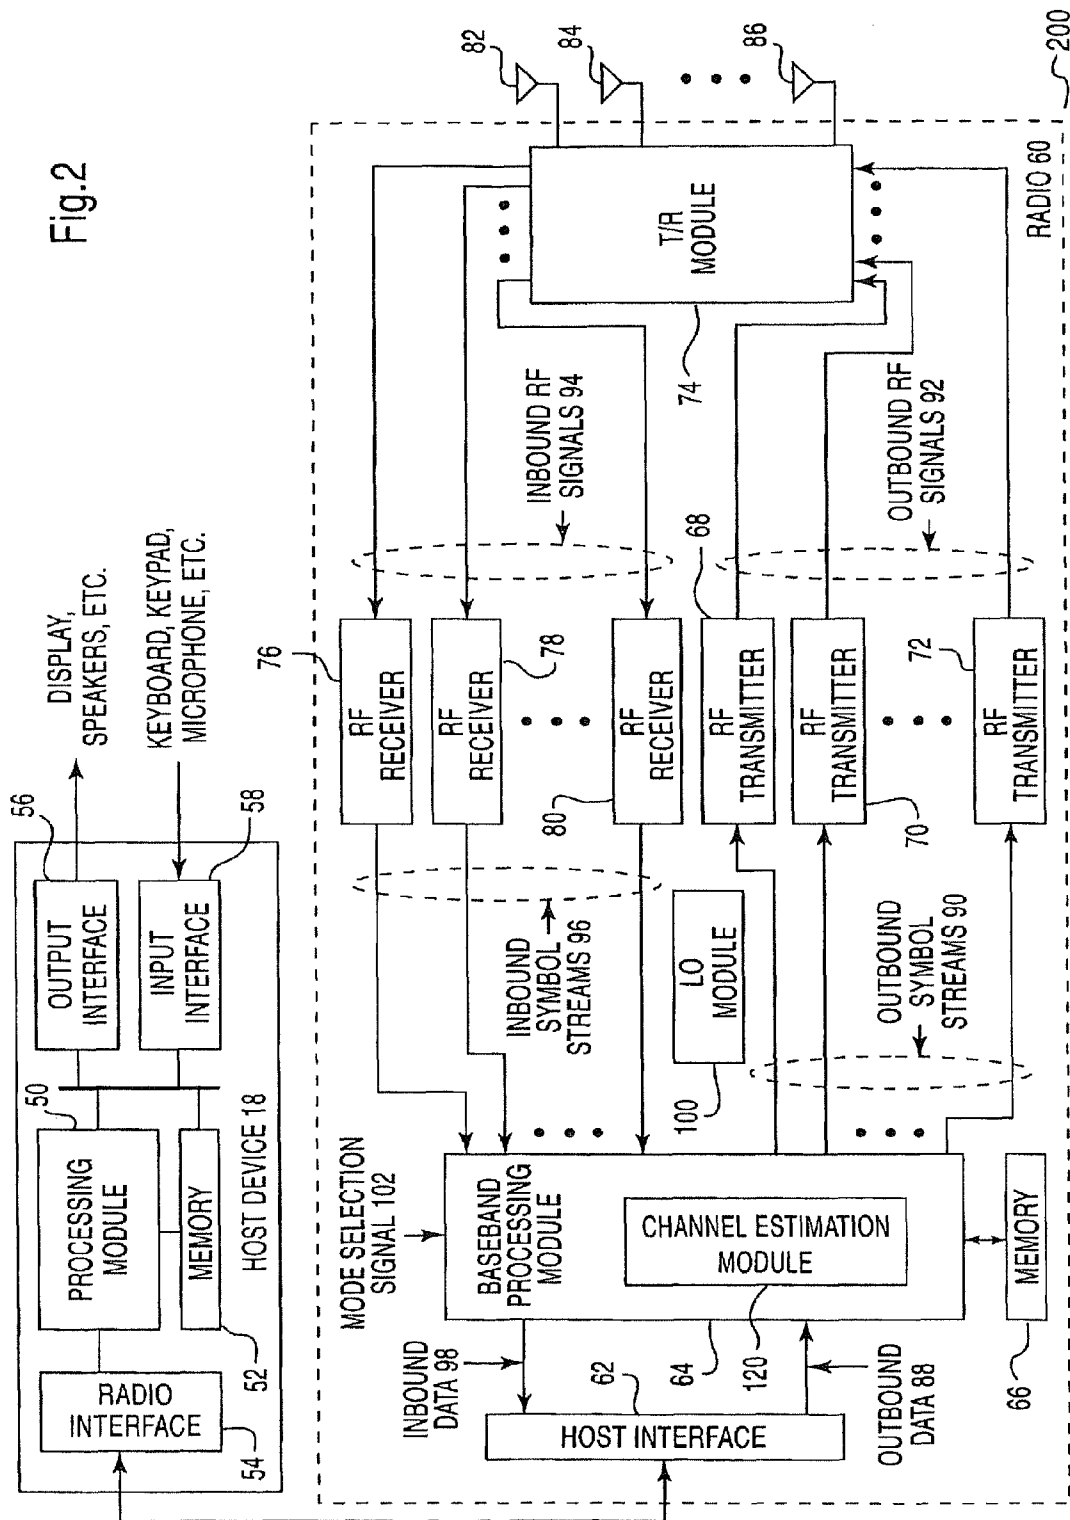 Fig.2
DISPLAY,
SPEAKERS, ETC.
KEYBOARD, KEYPAD,
MICROPHONE, ETC.
56
58
OUTPUT
INTERFACE
INPUT
INTERFACE
50
PROCESSING
MODULE
MEMORY
HOST DEVICE 18
52
RADIO
INTERFACE
54
82
84
86
200
RADIO 60
T/R
MODULE
74
INBOUND RF
SIGNALS 94
OUTBOUND RF
SIGNALS 92
76
RF
RECEIVER
78
RF
RECEIVER
80
RF
RECEIVER
68
RF
TRANSMITTER
70
RF
TRANSMITTER
72
RF
TRANSMITTER
INBOUND
SYMBOL
STREAMS 96
LO
MODULE
100
OUTBOUND
SYMBOL
STREAMS 90
MODE SELECTION
SIGNAL 102
BASEBAND
PROCESSING
MODULE
CHANNEL ESTIMATION
MODULE
MEMORY
66
INBOUND
DATA 98
62
64
120
OUTBOUND
DATA 88
HOST INTERFACE